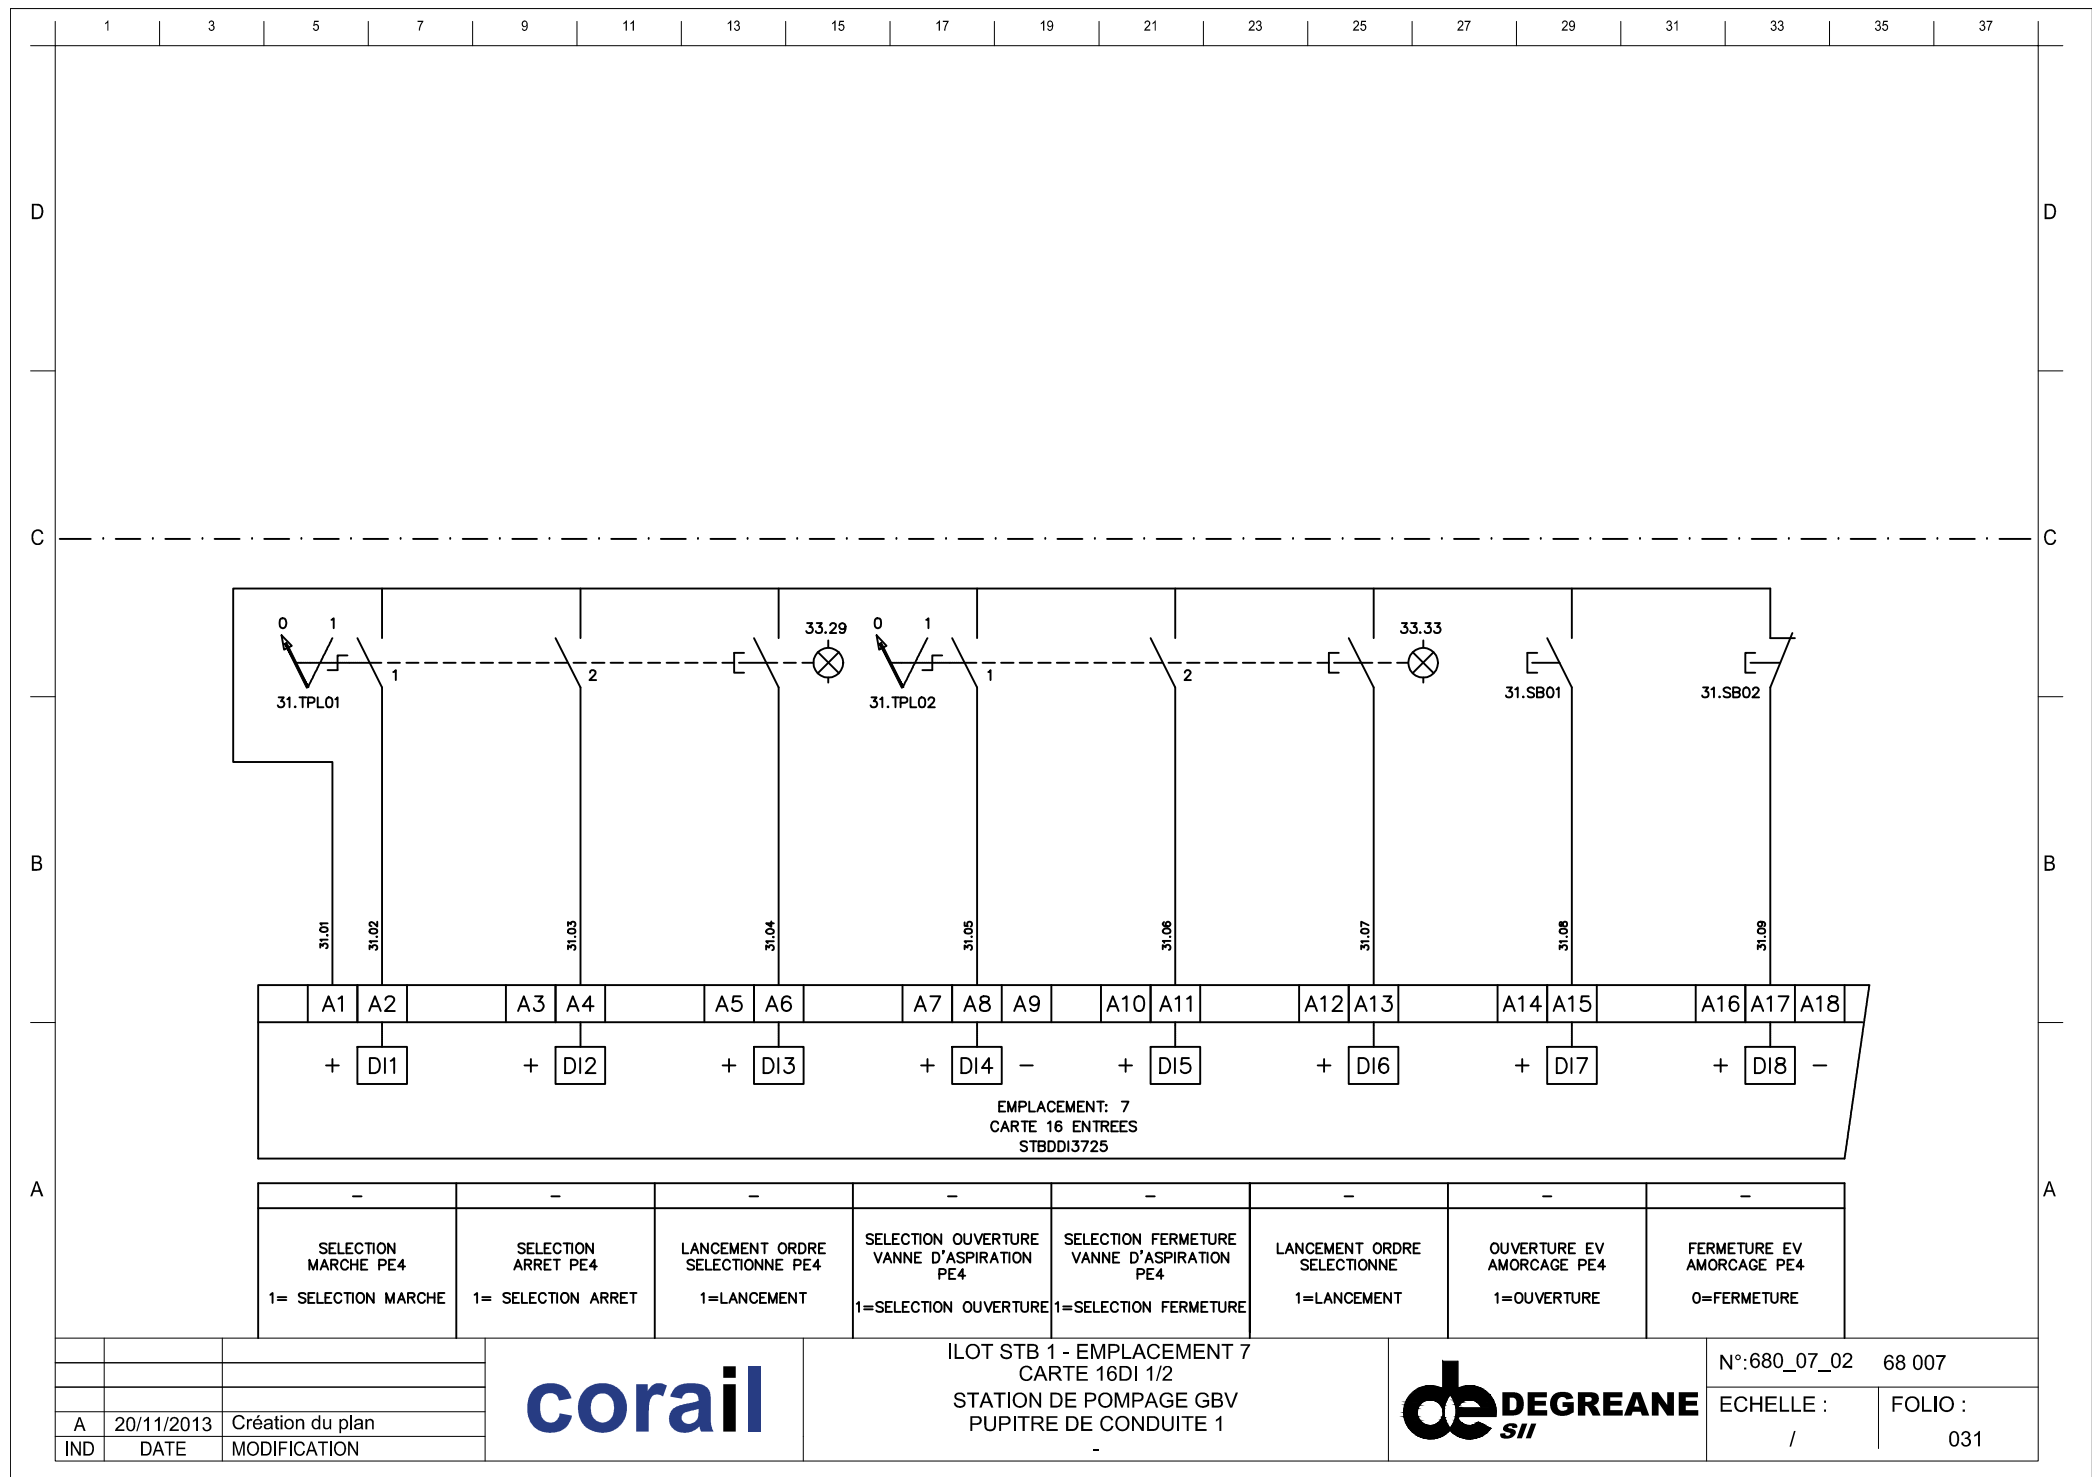 1 3 5 7 9 11 13 15 17 19 21 23 25 27 29 31 33 35 37
D D
C C
0 1 33.29 0 1 33.33
1 2 1 2
31.TPL01 31.TPL02 31.SB01 31.SB02
B B
31.01 31.02 31.03 31.04 31.05 31.06 31.07 31.08 31.09
A1 A2 A3 A4 A5 A6 A7 A8 A9 A10 A11 A12 A13 A14 A15 A16 A17 A18
+ DI1 + DI2 + DI3 + DI4 − + DI5 + DI6 + DI7 + DI8 −
EMPLACEMENT: 7
CARTE 16 ENTREES
STBDDI3725
A A
- - - - - - - -
SELECTION
MARCHE PE4
1= SELECTION MARCHE
SELECTION
ARRET PE4
1= SELECTION ARRET
LANCEMENT ORDRE
SELECTIONNE PE4
1=LANCEMENT
SELECTION OUVERTURE
VANNE D'ASPIRATION
PE4
1=SELECTION OUVERTURE
SELECTION FERMETURE
VANNE D'ASPIRATION
PE4
1=SELECTION FERMETURE
LANCEMENT ORDRE
SELECTIONNE
1=LANCEMENT
OUVERTURE EV
AMORCAGE PE4
1=OUVERTURE
FERMETURE EV
AMORCAGE PE4
0=FERMETURE
A 20/11/2013 Création du plan
IND DATE MODIFICATION
corail
ILOT STB 1 - EMPLACEMENT 7
CARTE 16DI 1/2
STATION DE POMPAGE GBV
PUPITRE DE CONDUITE 1
-
de DEGREANE
SII
N°:680_07_02 68 007
ECHELLE : FOLIO :
/ 031